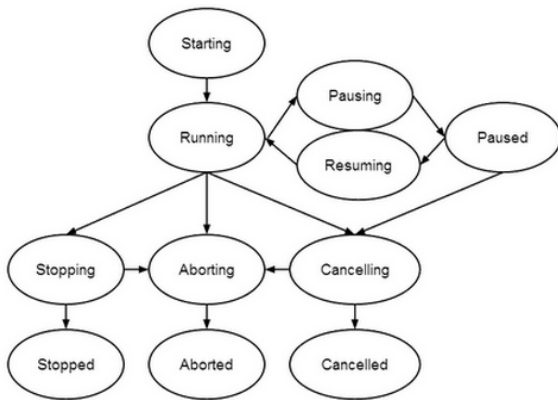 Starting
Pausing
Running
Paused
Resuming
Stopping
Aborting
Cancelling
Stopped
Aborted
Cancelled